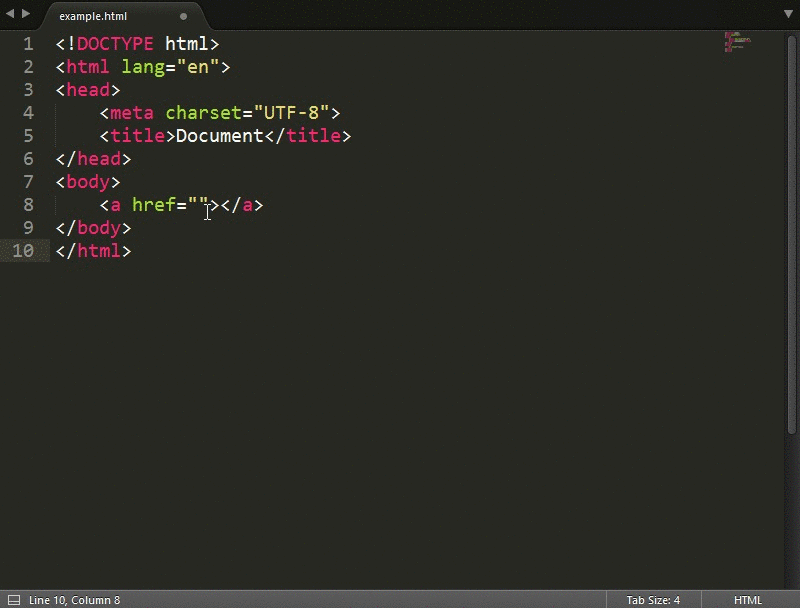 example.html
1 <!DOCTYPE html>
2 <html lang="en">
3 <head>
4     <meta charset="UTF-8">
5     <title>Document</title>
6 </head>
7 <body>
8     <a href=""></a>
9 </body>
10 </html>
Line 10, Column 8 Tab Size: 4 HTML